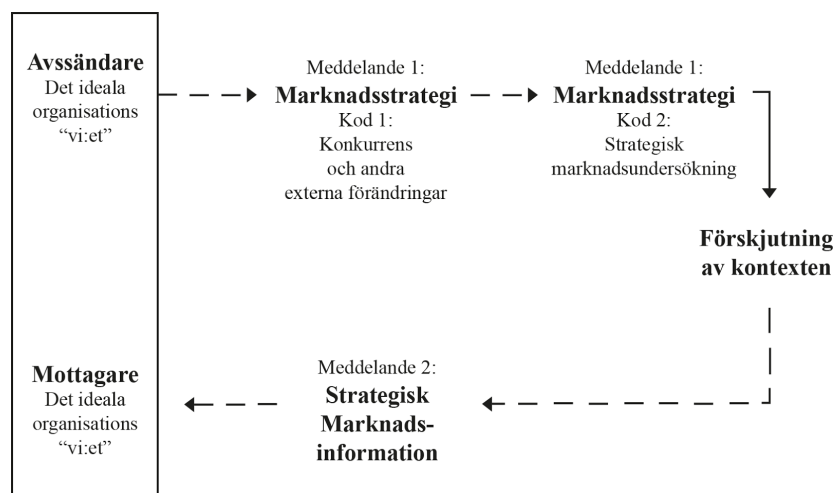 Avssändare
Det ideala
organisations
“vi:et”
Meddelande 1:
Marknadsstrategi
Kod 1:
Konkurrens
och andra
externa förändringar
Meddelande 1:
Marknadsstrategi
Kod 2:
Strategisk
marknadsundersökning
Förskjutning
av kontexten
Meddelande 2:
Strategisk
Marknads-
information
Mottagare
Det ideala
organisations
“vi:et”